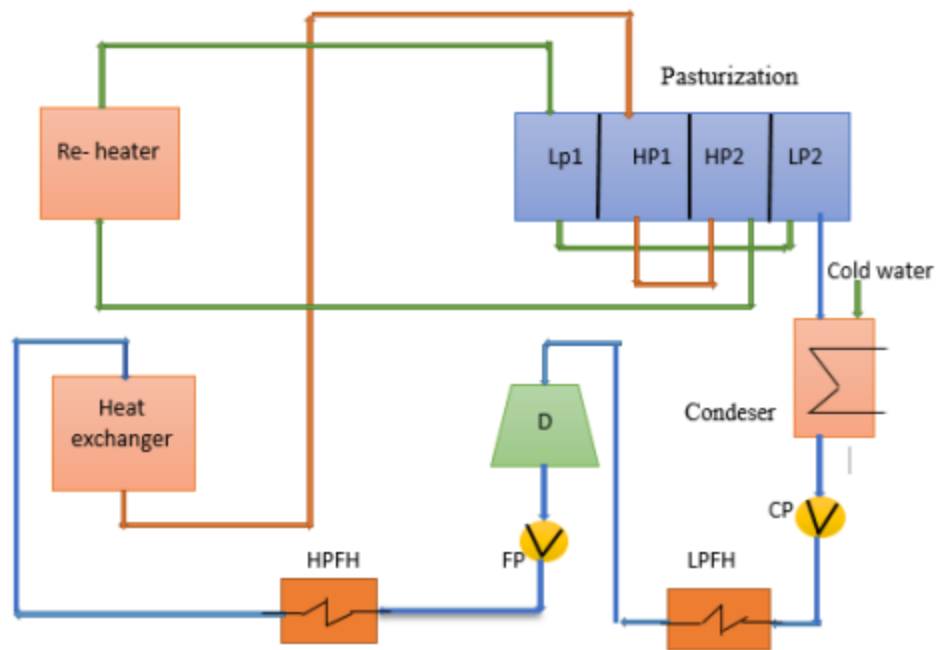 Pasturization
Re- heater
Lp1
HP1
HP2
LP2
Cold water
Heat
exchanger
D
Condeser
CP
FP
HPFH
LPFH